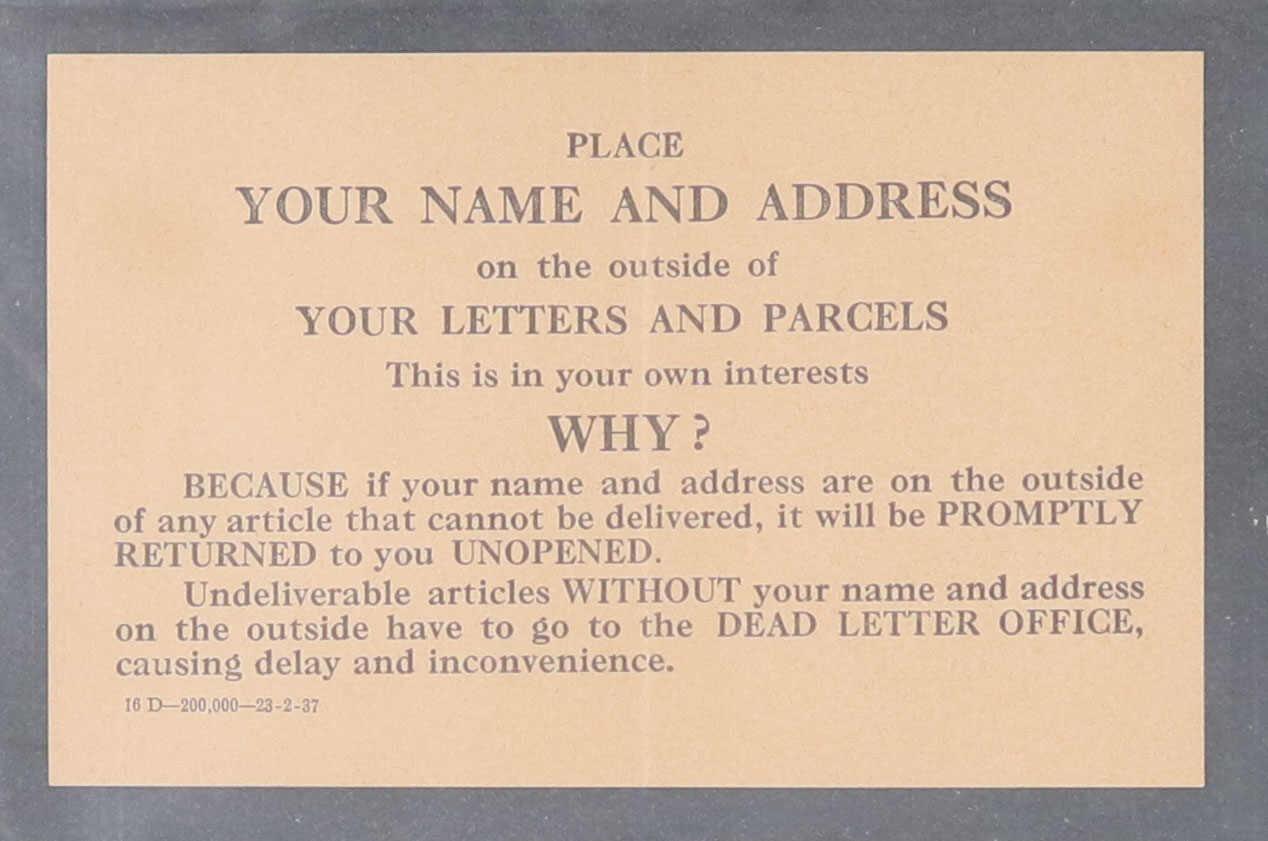 PLACE
YOUR NAME AND ADDRESS
on the outside of
YOUR LETTERS AND PARCELS
This is in your own interests
WHY?
BECAUSE if your name and address are on the outside
of any article that cannot be delivered, it will be PROMPTLY
RETURNED to you UNOPENED.
Undeliverable articles WITHOUT your name and address
on the outside have to go to the DEAD LETTER OFFICE,
causing delay and inconvenience.
16 D—200,000—23-2-37